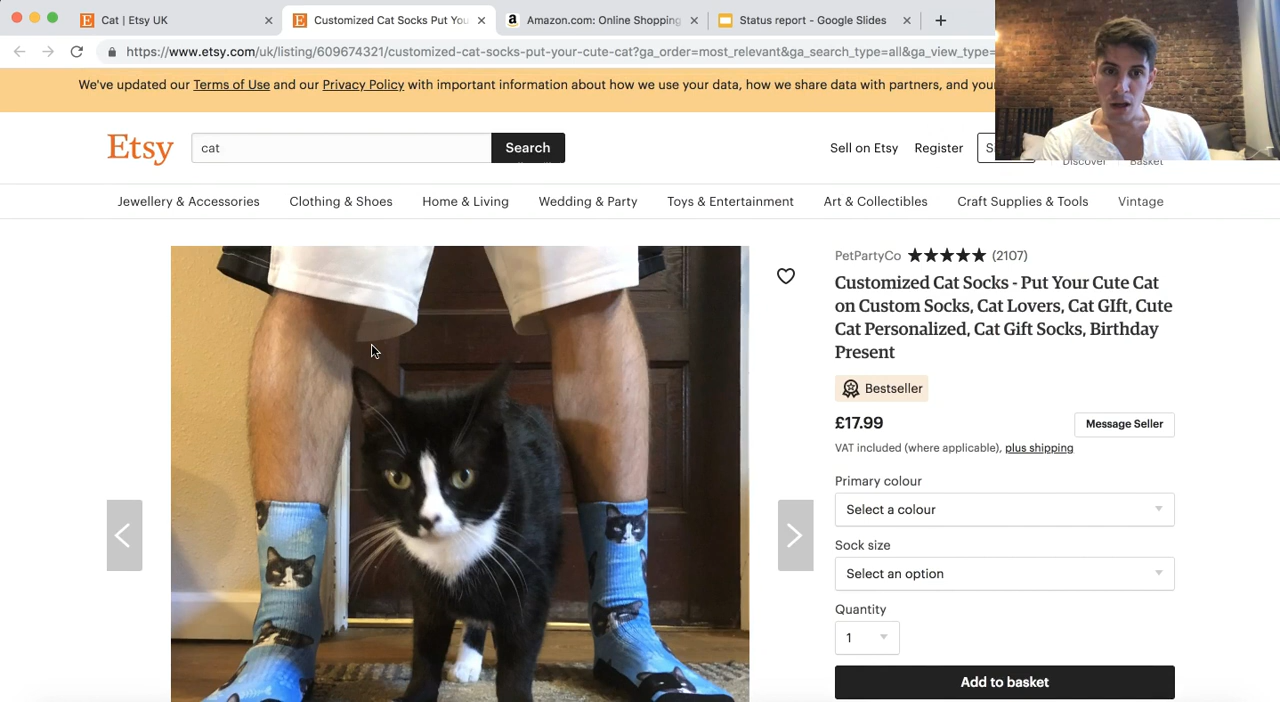 Cat | Etsy UK
Customized Cat Socks Put You
Amazon.com: Online Shopping
Status report - Google Slides
https://www.etsy.com/uk/listing/609674321/customized-cat-socks-put-your-cute-cat?ga_order=most_relevant&ga_search_type=all&ga_view_type=
We've updated our Terms of Use and our Privacy Policy with important information about how we use your data, how we share data with partners, and you
Etsy
cat
Search
Sell on Etsy
Register
S
Discover
Basket
Jewellery & Accessories
Clothing & Shoes
Home & Living
Wedding & Party
Toys & Entertainment
Art & Collectibles
Craft Supplies & Tools
Vintage
PetPartyCo ★★★★★ (2107)
Customized Cat Socks - Put Your Cute Cat
on Custom Socks, Cat Lovers, Cat GIft, Cute
Cat Personalized, Cat Gift Socks, Birthday
Present
Bestseller
£17.99
Message Seller
VAT included (where applicable), plus shipping
Primary colour
Select a colour
Sock size
Select an option
Quantity
1
Add to basket